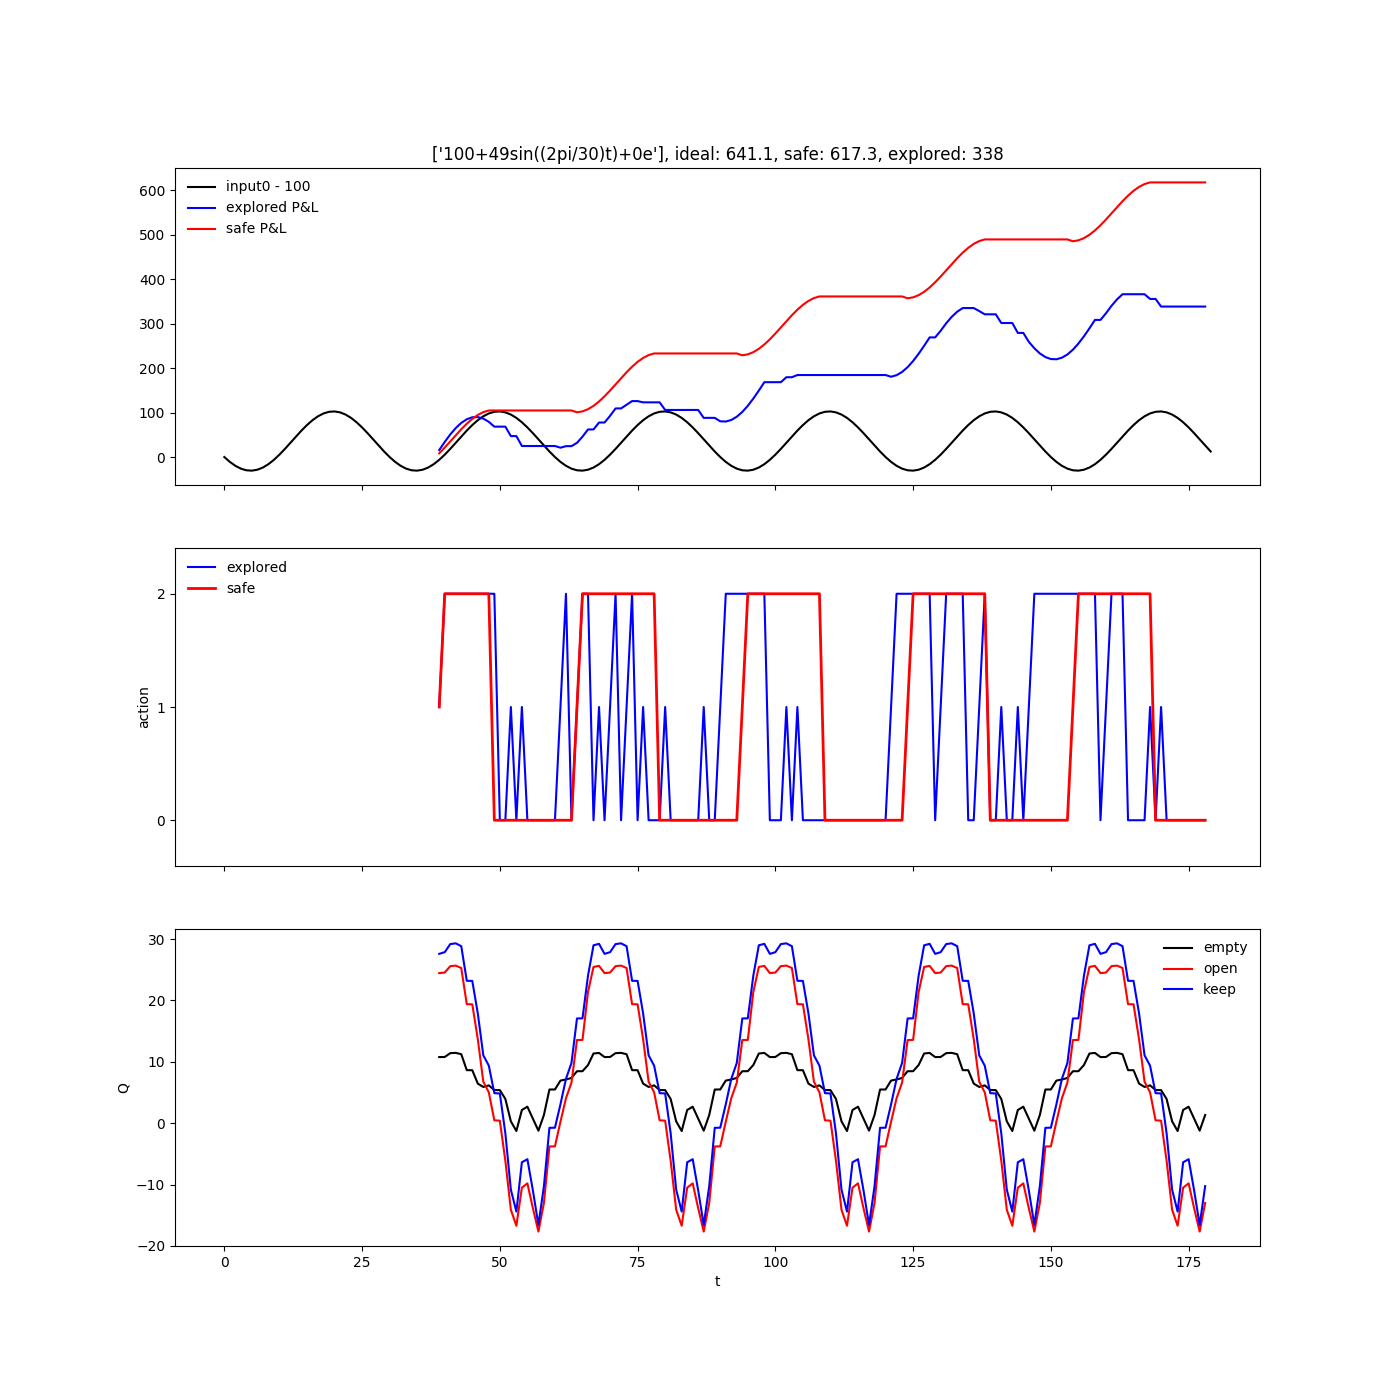 ['100+49sin((2pi/30)t)+0e'], ideal: 641.1, safe: 617.3, explored: 338
input0 - 100
explored P&L
safe P&L
600
500
400
300
200
100
0
explored
safe
2
1
0
action
empty
open
keep
30
20
10
0
−10
−20
Q
0 25 50 75 100 125 150 175
t